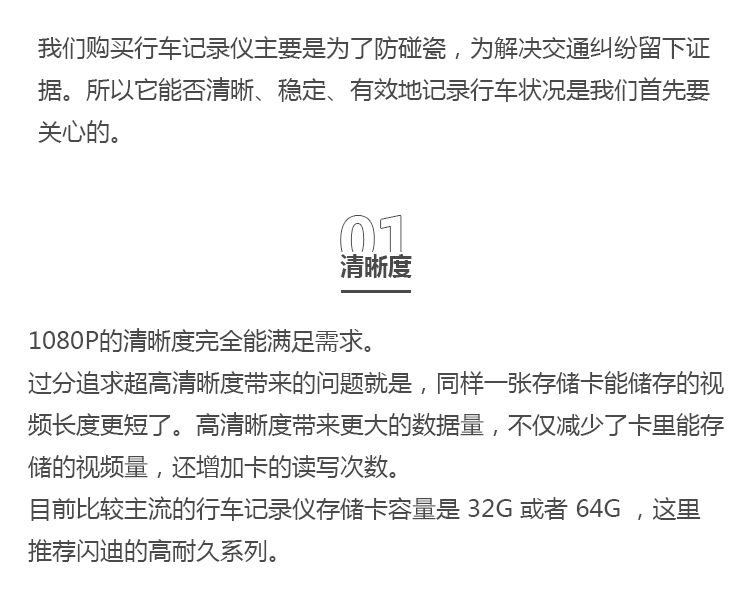 我们购买行车记录仪主要是为了防碰瓷，为解决交通纠纷留下证
据。所以它能否清晰、稳定、有效地记录行车状况是我们首先要
关心的。
01
清晰度
1080P的清晰度完全能满足需求。
过分追求超高清晰度带来的问题就是，同样一张存储卡能储存的视
频长度更短了。高清晰度带来更大的数据量，不仅减少了卡里能存
储的视频量，还增加卡的读写次数。
目前比较主流的行车记录仪存储卡容量是 32G 或者 64G ，这里
推荐闪迪的高耐久系列。